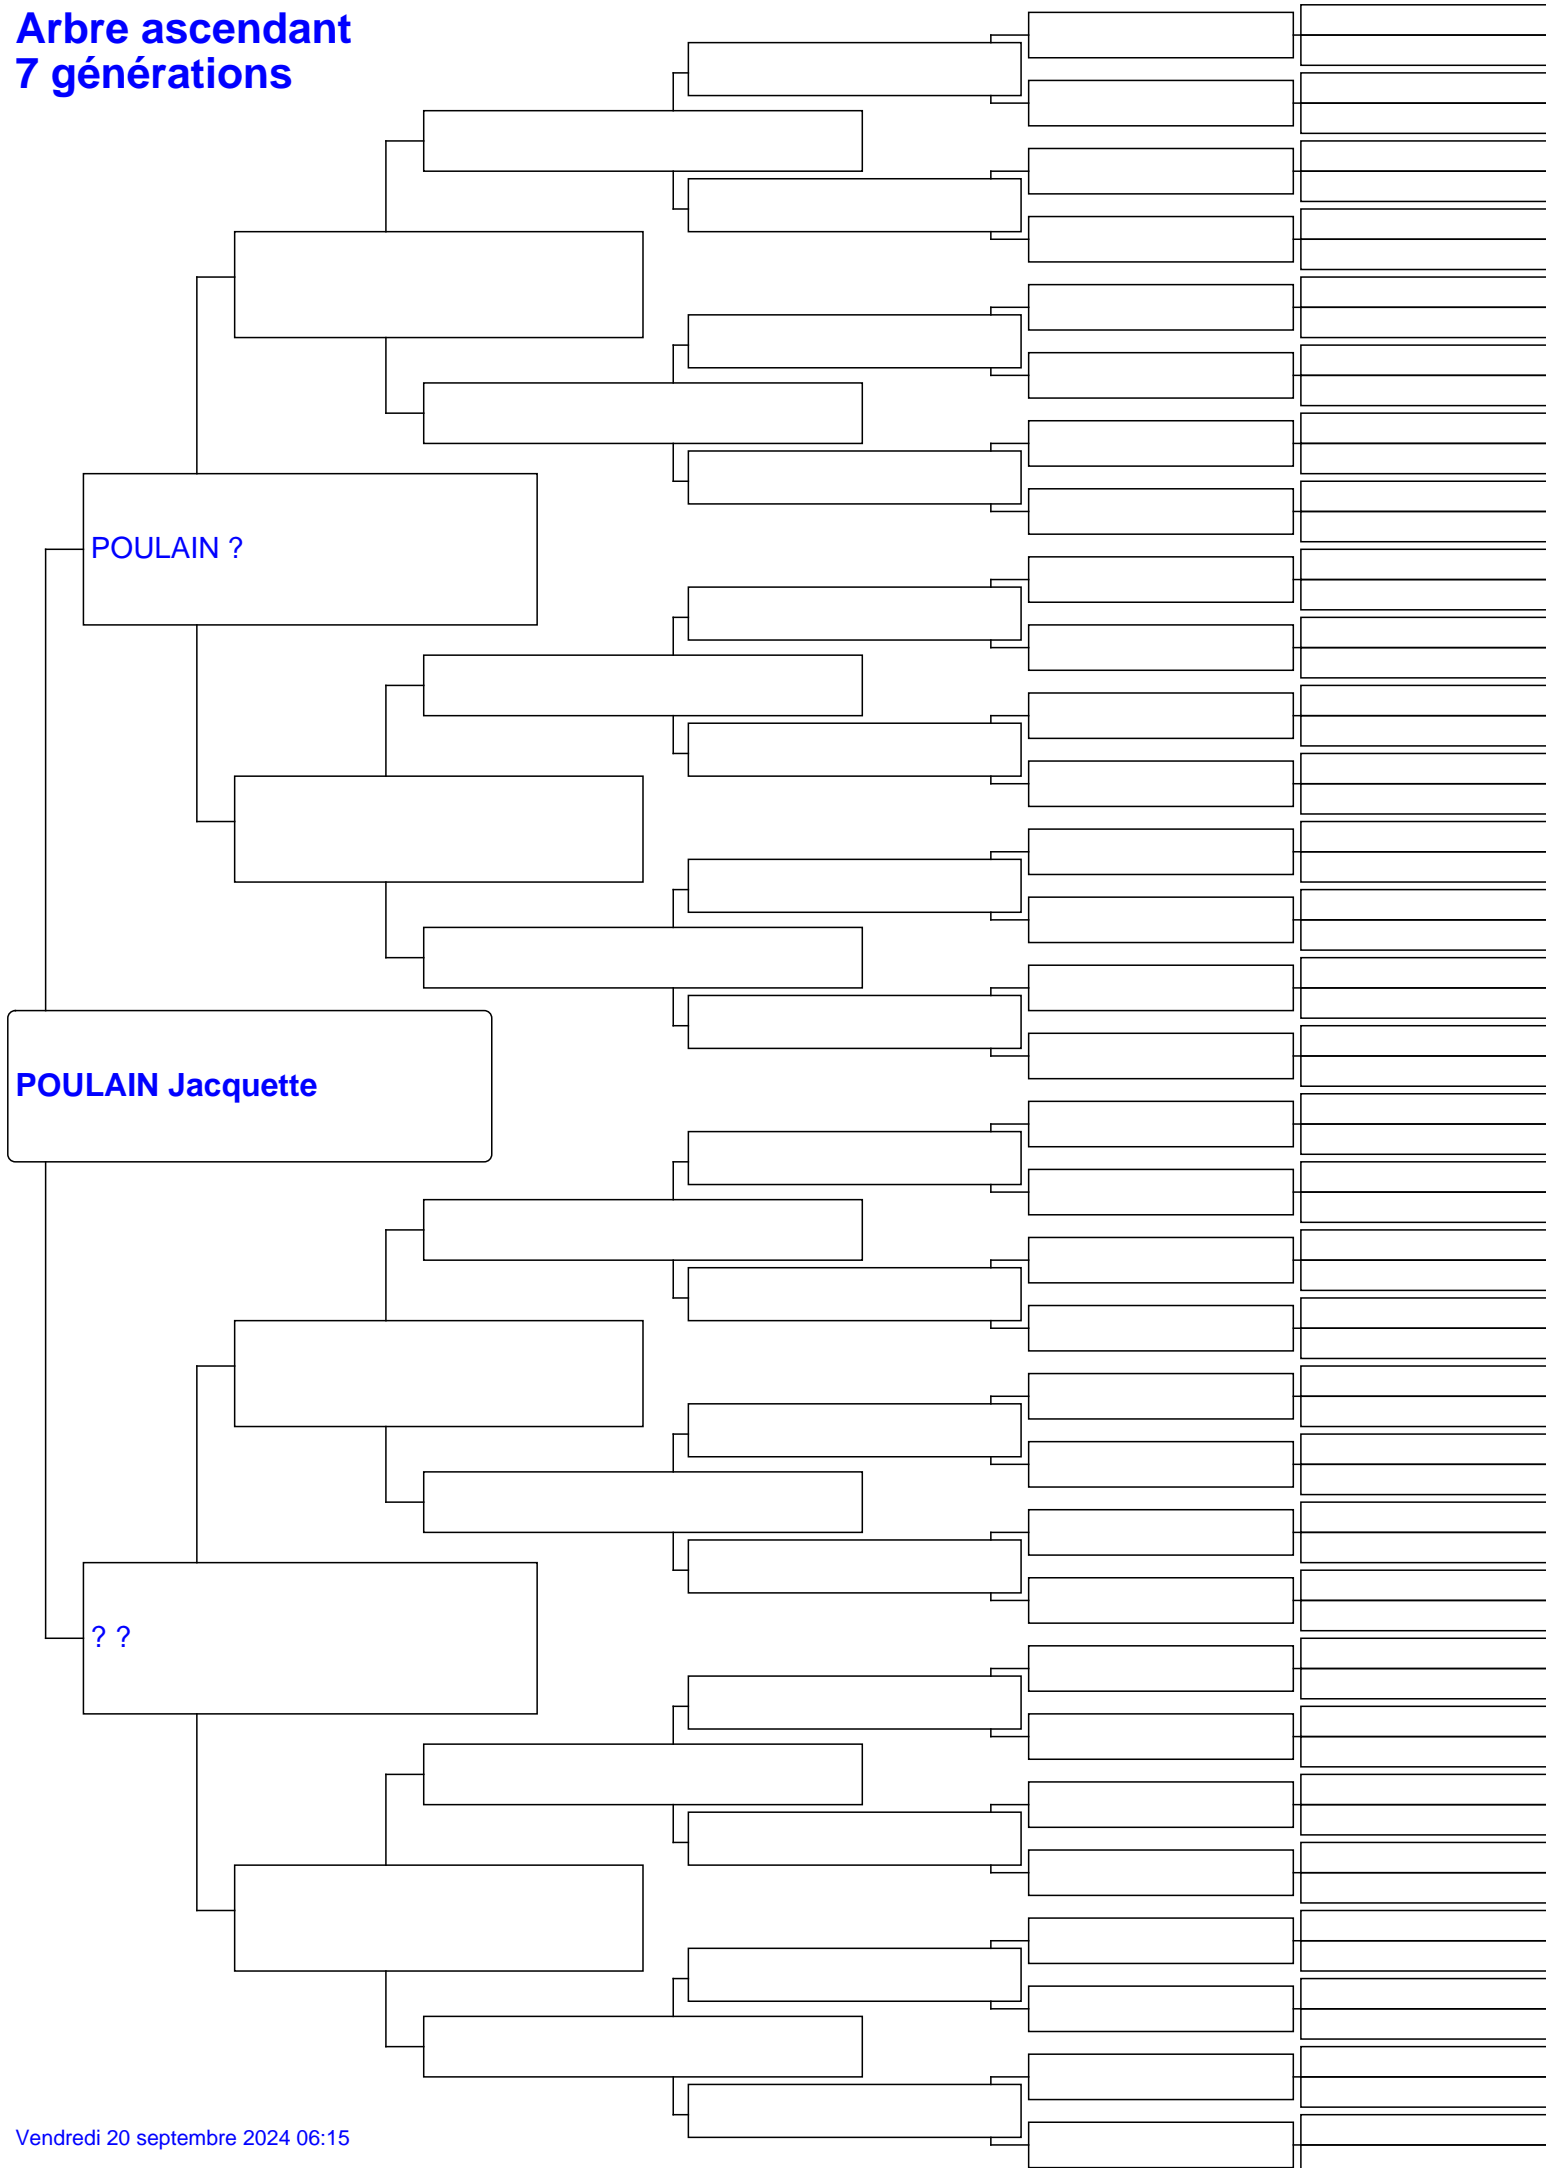 Arbre ascendant
7 générations
POULAIN ?
POULAIN Jacquette
? ?
Vendredi 20 septembre 2024 06:15